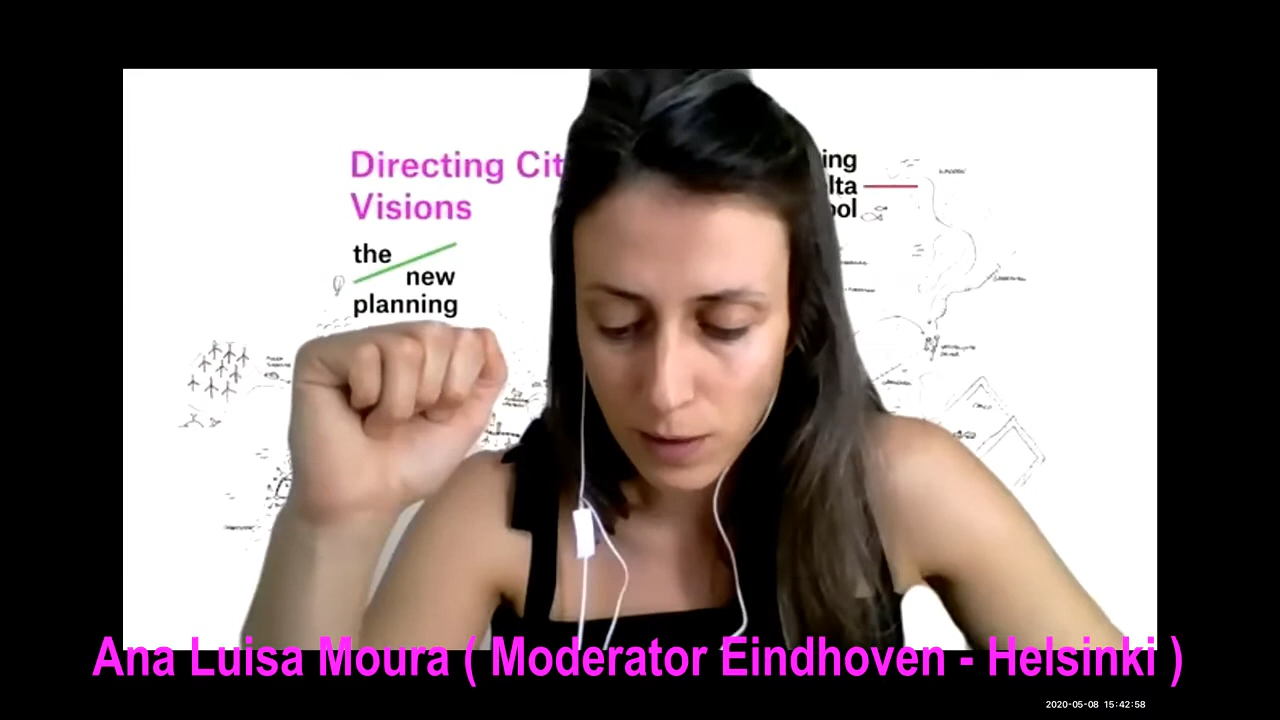 Directing Cit
Visions
the
new
planning
ing
lta
ool
Ana Luisa Moura ( Moderator Eindhoven - Helsinki )
2020-05-08 15:42:58